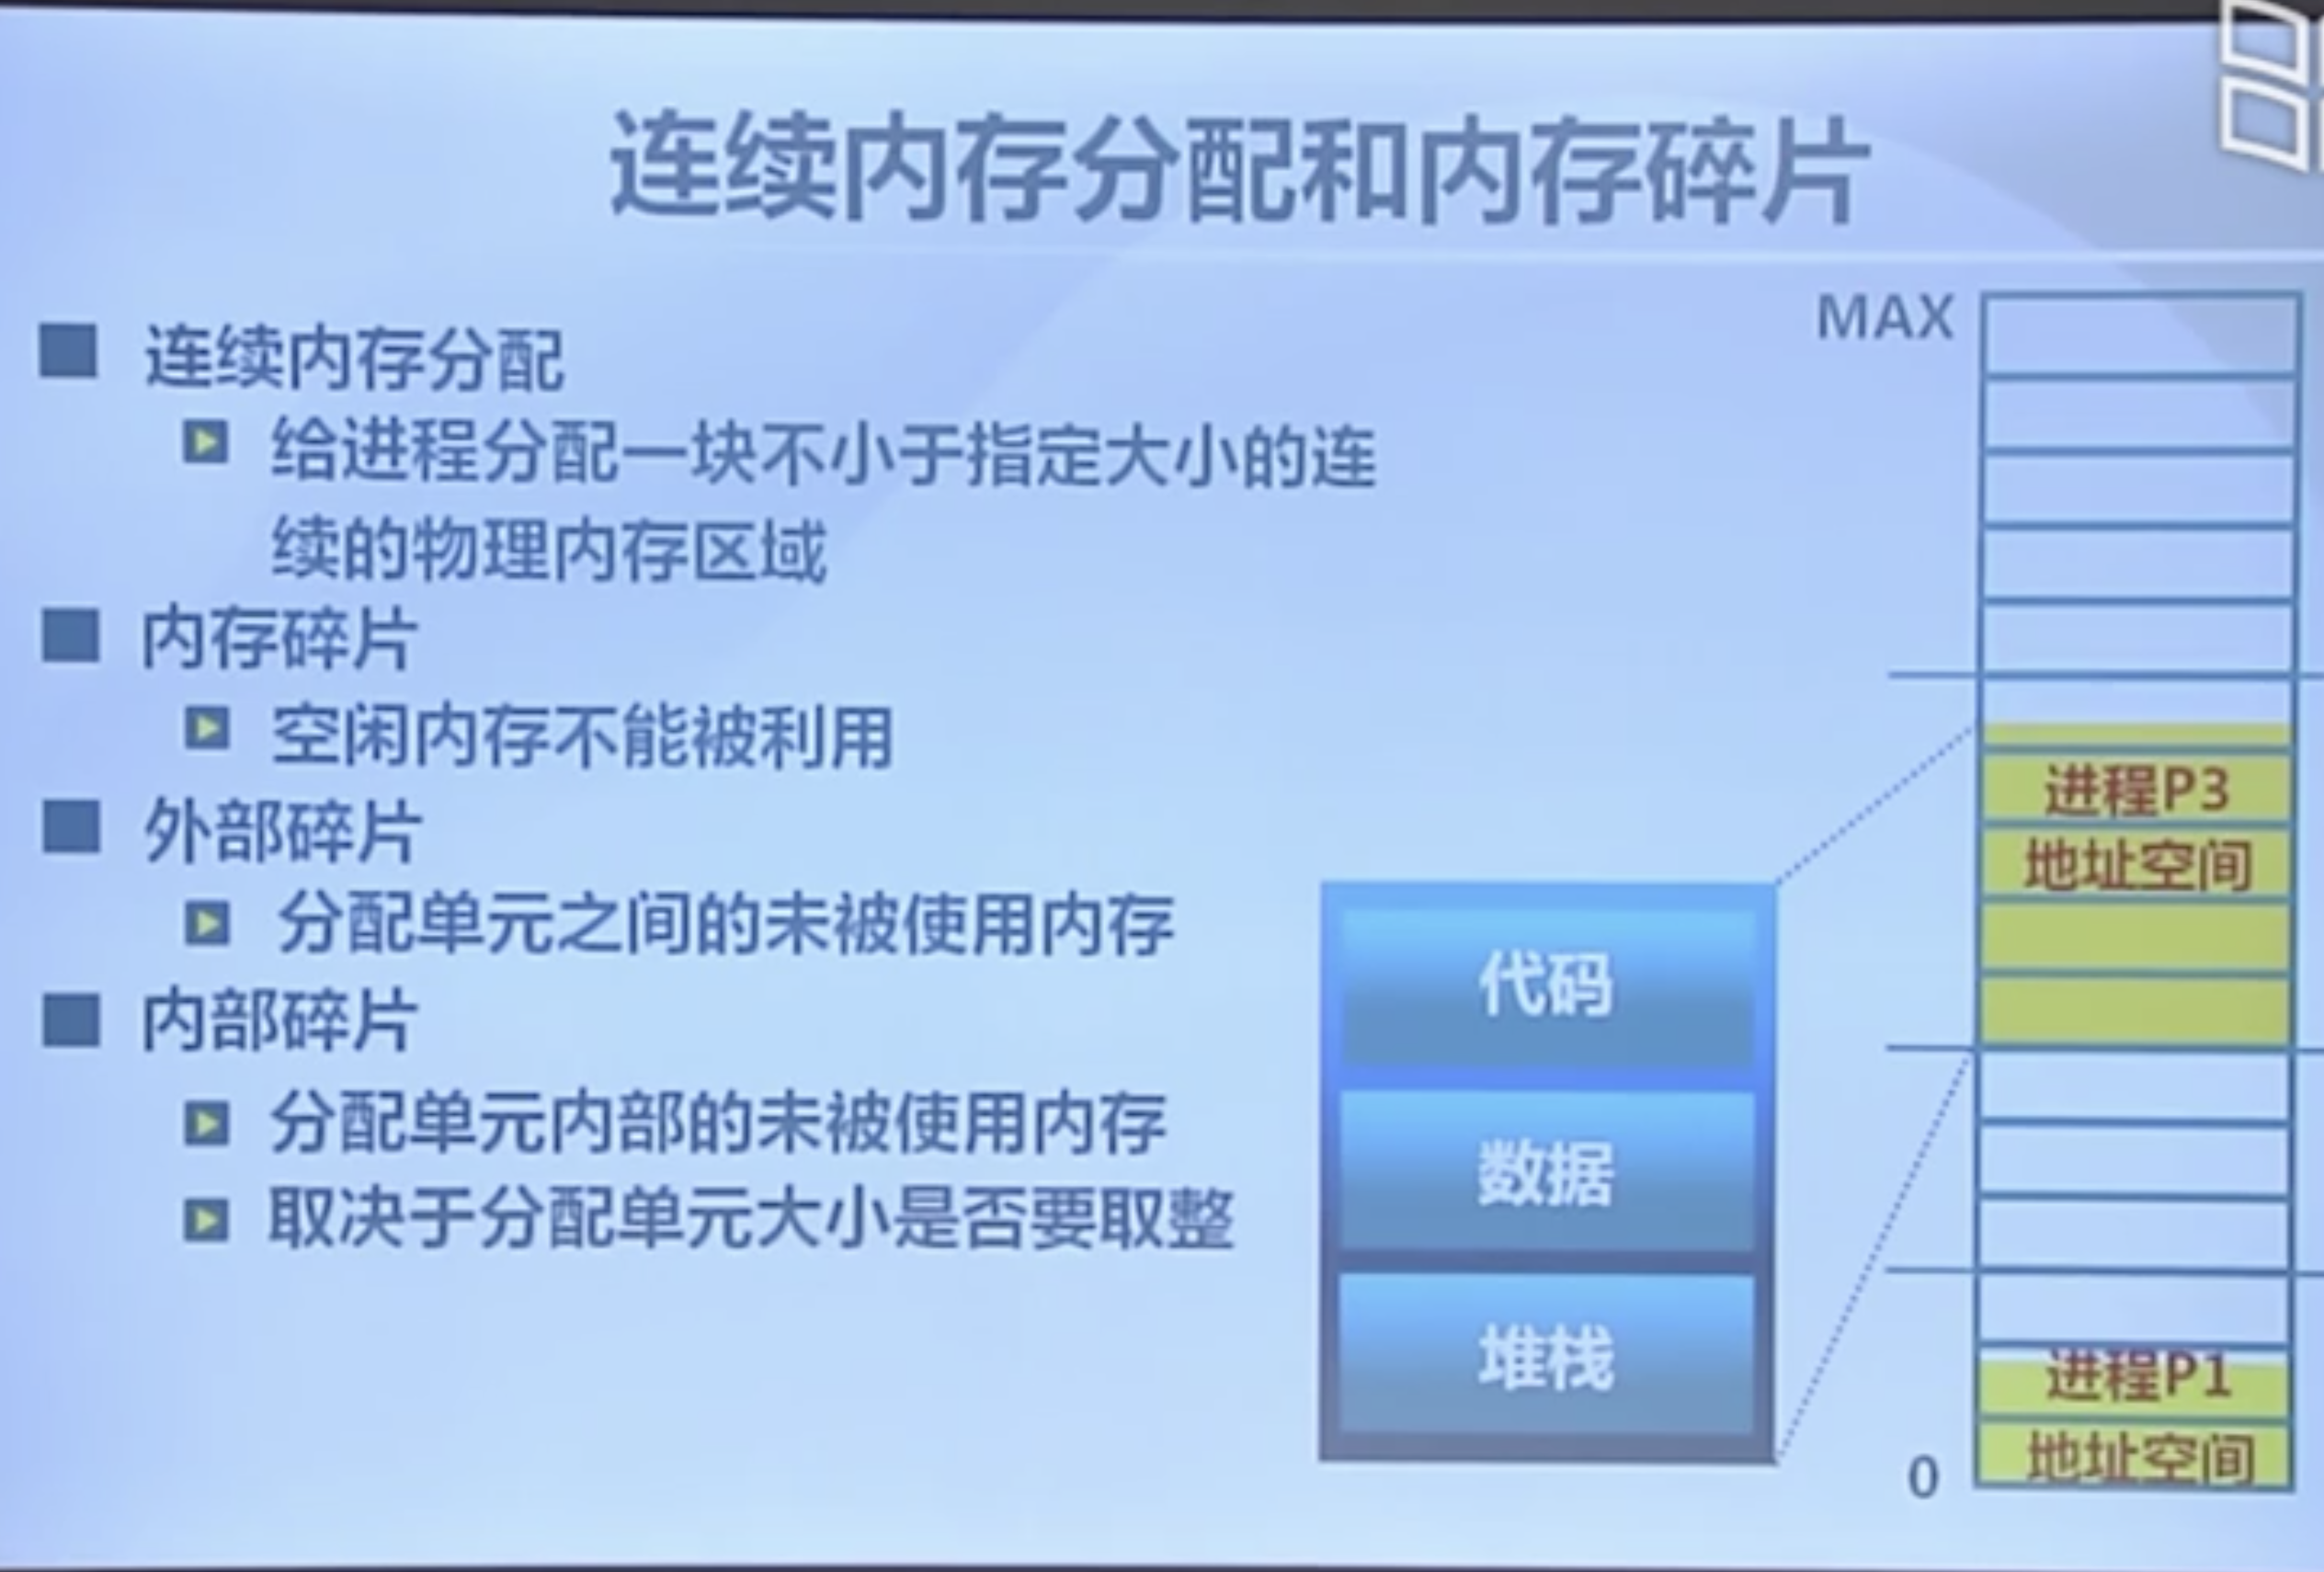 连续内存分配和内存碎片
连续内存分配
给进程分配一块不小于指定大小的连
续的物理内存区域
内存碎片
空闲内存不能被利用
外部碎片
分配单元之间的未被使用内存
内部碎片
分配单元内部的未被使用内存
取决于分配单元大小是否要取整
代码
数据
堆栈
MAX
进程P3
地址空间
进程P1
地址空间
0